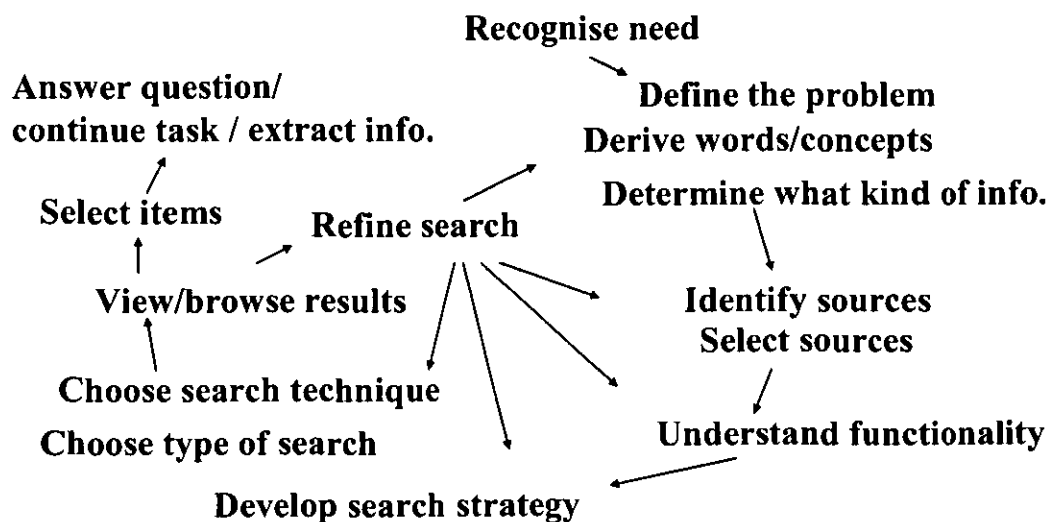 Recognise need
Answer question/
continue task / extract info.
Define the problem
Derive words/concepts
Determine what kind of info.
Select items
Refine search
View/browse results
Identify sources
Select sources
Choose search technique
Choose type of search
Understand functionality
Develop search strategy